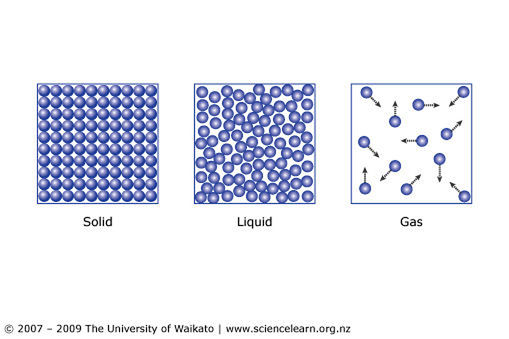 Solid Liquid Gas
© 2007 – 2009 The University of Waikato | www.sciencelearn.org.nz